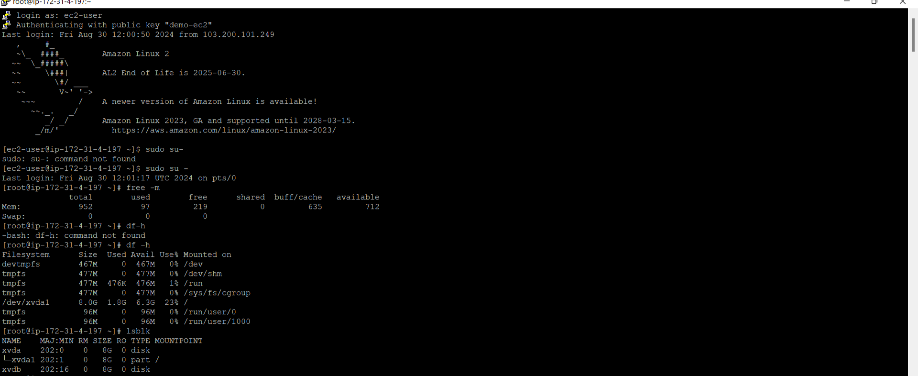 root@ip-172-31-4-197:~
login as: ec2-user
Authenticating with public key "demo-ec2"
Last login: Fri Aug 30 12:00:50 2024 from 103.200.101.249
   ,     #_
   ~\_  ####_        Amazon Linux 2
  ~~  \_#####\
  ~~     \###|       AL2 End of Life is 2025-06-30.
  ~~       \#/ ___
   ~~       V~' '->
    ~~~         /    A newer version of Amazon Linux is available!
      ~~._.   _/
         _/ _/       Amazon Linux 2023, GA and supported until 2028-03-15.
       _/m/'           https://aws.amazon.com/linux/amazon-linux-2023/
[ec2-user@ip-172-31-4-197 ~]$ sudo su-
sudo: su-: command not found
[ec2-user@ip-172-31-4-197 ~]$ sudo su -
Last login: Fri Aug 30 12:01:17 UTC 2024 on pts/0
[root@ip-172-31-4-197 ~]# free -m
total used free shared buff/cache available
Mem: 952 97 219 0 635 712
Swap: 0 0 0
[root@ip-172-31-4-197 ~]# df-h
-bash: df-h: command not found
[root@ip-172-31-4-197 ~]# df -h
Filesystem Size Used Avail Use% Mounted on
devtmpfs 467M 0 467M 0% /dev
tmpfs 477M 0 477M 0% /dev/shm
tmpfs 477M 476K 476M 1% /run
tmpfs 477M 0 477M 0% /sys/fs/cgroup
/dev/xvda1 8.0G 1.8G 6.3G 23% /
tmpfs 96M 0 96M 0% /run/user/0
tmpfs 96M 0 96M 0% /run/user/1000
[root@ip-172-31-4-197 ~]# lsblk
NAME MAJ:MIN RM SIZE RO TYPE MOUNTPOINT
xvda 202:0 0 8G 0 disk
└─xvda1 202:1 0 8G 0 part /
xvdb 202:16 0 8G 0 disk